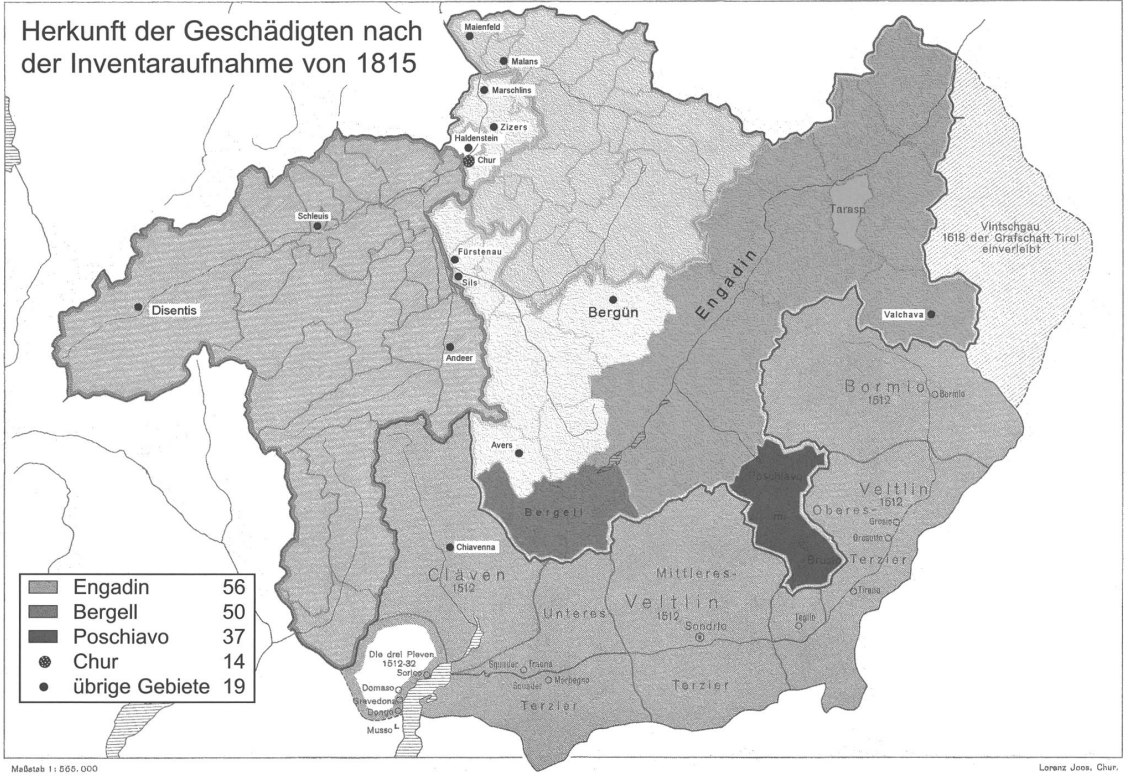 Herkunft der Geschädigten nach
der Inventaraufnahme von 1815
Maienfeld
Malans
Marschlins
Zizers
Haldenstein
Chur
Schleuis
Fürstenau
Sils
Disentis
Bergün
Andeer
Avers
Engadin
Tarasp
Vintschgau
1618 der Grafschaft Tirol
einverleibt
Valchava
Bormio
1512
Bormio
Poschiavo
Brusio
Veltlin
1512
Oberes-
Grosio
Grosotto
Terzier
Tirano
Bergell
Chiavenna
Cläven
1512
Mittleres-
Unteres
Veltlin
1512
Sondrio
Teglio
Die drei Pleven
1512-32
Sorico
Domaso
Gravedona
Dongo
Musso
Squader
Traona
Morbegno
Squader
Terzier
Terzier
Engadin 56
Bergell 50
Poschiavo 37
Chur 14
übrige Gebiete 19
Maßstab 1:565.000
Lorenz Joos, Chur.